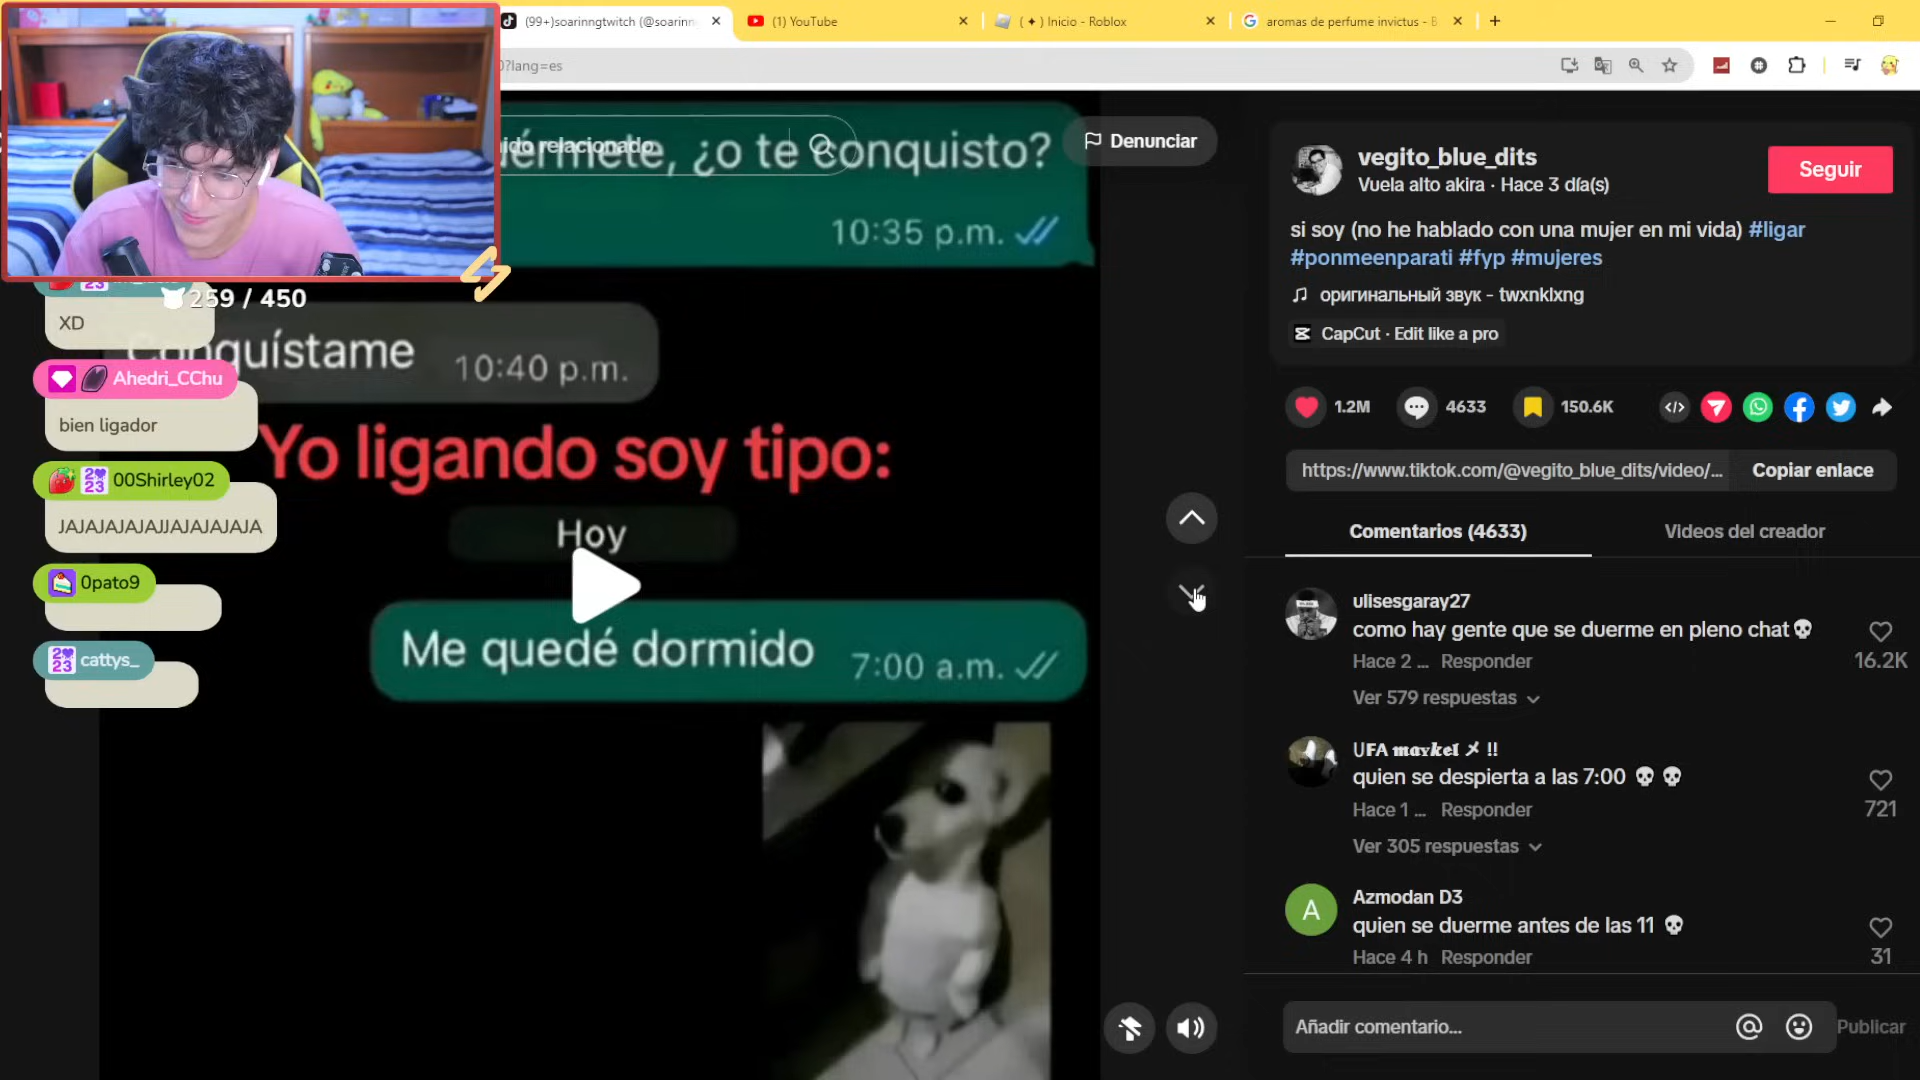 (99+)soarinngtwitch (@soarinn
(1) YouTube
( ✦ ) Inicio - Roblox
aromas de perfume invictus - B
0?lang=es
ido relacionado
uérmete, ¿o te conquisto?
10:35 p.m.
Denunciar
259 / 450
XD
Conquístame
10:40 p.m.
Ahedri_CChu
bien ligador
Yo ligando soy tipo:
00Shirley02
JAJAJAJAJAJJAJAJAJAJA
Hoy
0pato9
Me quedé dormido
7:00 a.m.
cattys_
vegito_blue_dits
Vuela alto akira · Hace 3 día(s)
Seguir
si soy (no he hablado con una mujer en mi vida) #ligar
#ponmeenparati #fyp #mujeres
оригинальный звук - twxnklxng
CapCut · Edit like a pro
1.2M
4633
150.6K
https://www.tiktok.com/@vegito_blue_dits/video/...
Copiar enlace
Comentarios (4633)
Videos del creador
ulisesgaray27
como hay gente que se duerme en pleno chat💀
Hace 2 ... Responder
16.2K
Ver 579 respuestas
UFA 𝖒𝖆𝖞𝖐𝖊𝖑 メ !!
quien se despierta a las 7:00 💀 💀
Hace 1 ... Responder
721
Ver 305 respuestas
A
Azmodan D3
quien se duerme antes de las 11 💀
Hace 4 h Responder
31
Añadir comentario...
Publicar